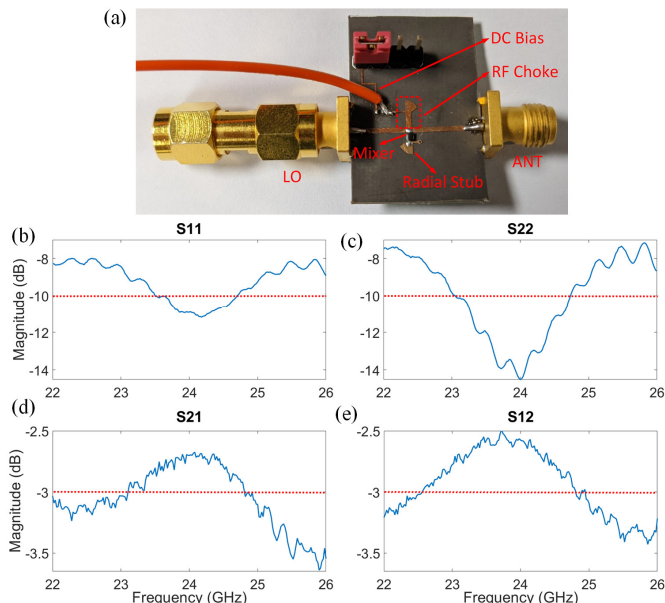 (a)
DC Bias
RF Choke
Mixer
LO
ANT
Radial Stub
(b)
S11
(c)
S22
Magnitude (dB)
-8
-10
-12
-14
22
23
24
25
26
-8
-10
-12
-14
22
23
24
25
26
(d)
S21
(e)
S12
Magnitude (dB)
-2.5
-3
-3.5
22
23
24
25
26
Frequency (GHz)
-2.5
-3
-3.5
22
23
24
25
26
Frequency (GHz)